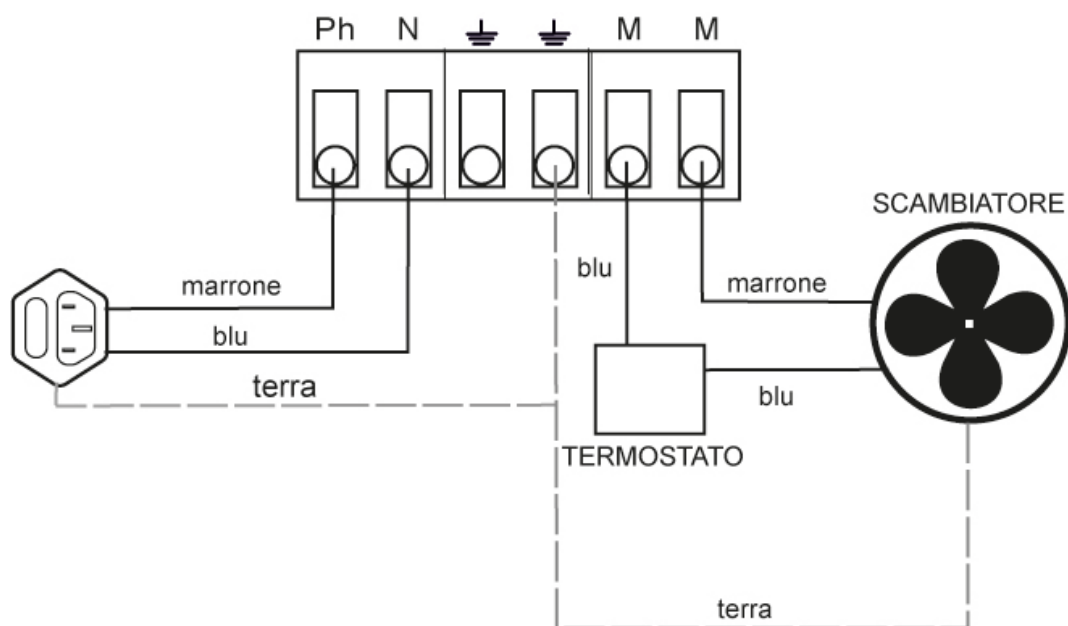 Ph N M M
SCAMBIATORE
blu
marrone
marrone
blu
terra
blu
TERMOSTATO
terra